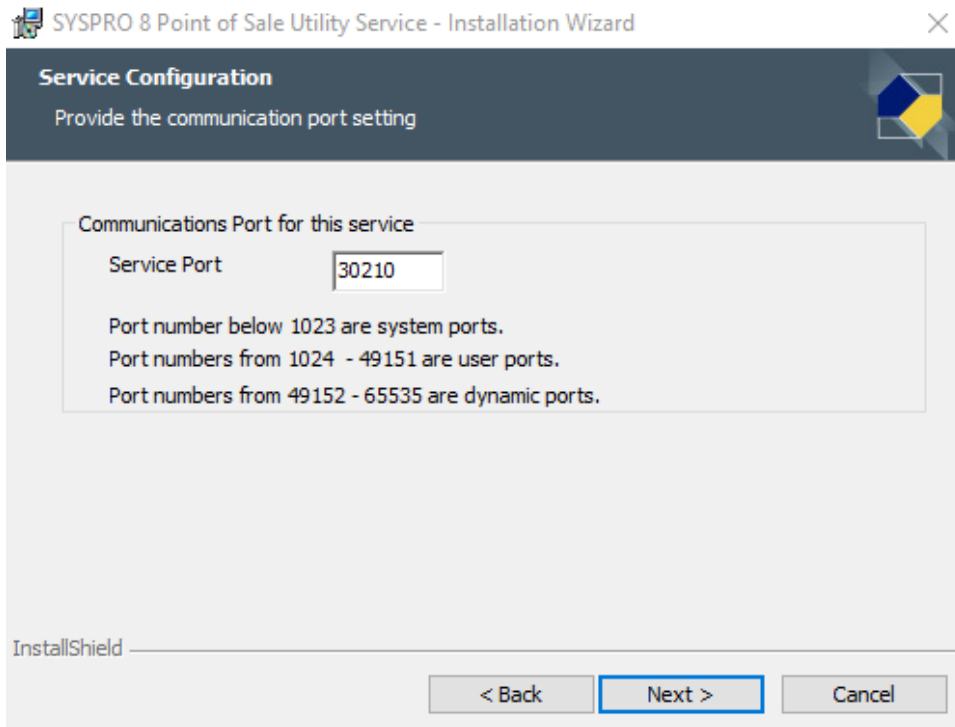 SYSPRO 8 Point of Sale Utility Service - Installation Wizard
Service Configuration
Provide the communication port setting
Communications Port for this service
Service Port 30210
Port number below 1023 are system ports.
Port numbers from 1024 - 49151 are user ports.
Port numbers from 49152 - 65535 are dynamic ports.
InstallShield
< Back Next > Cancel